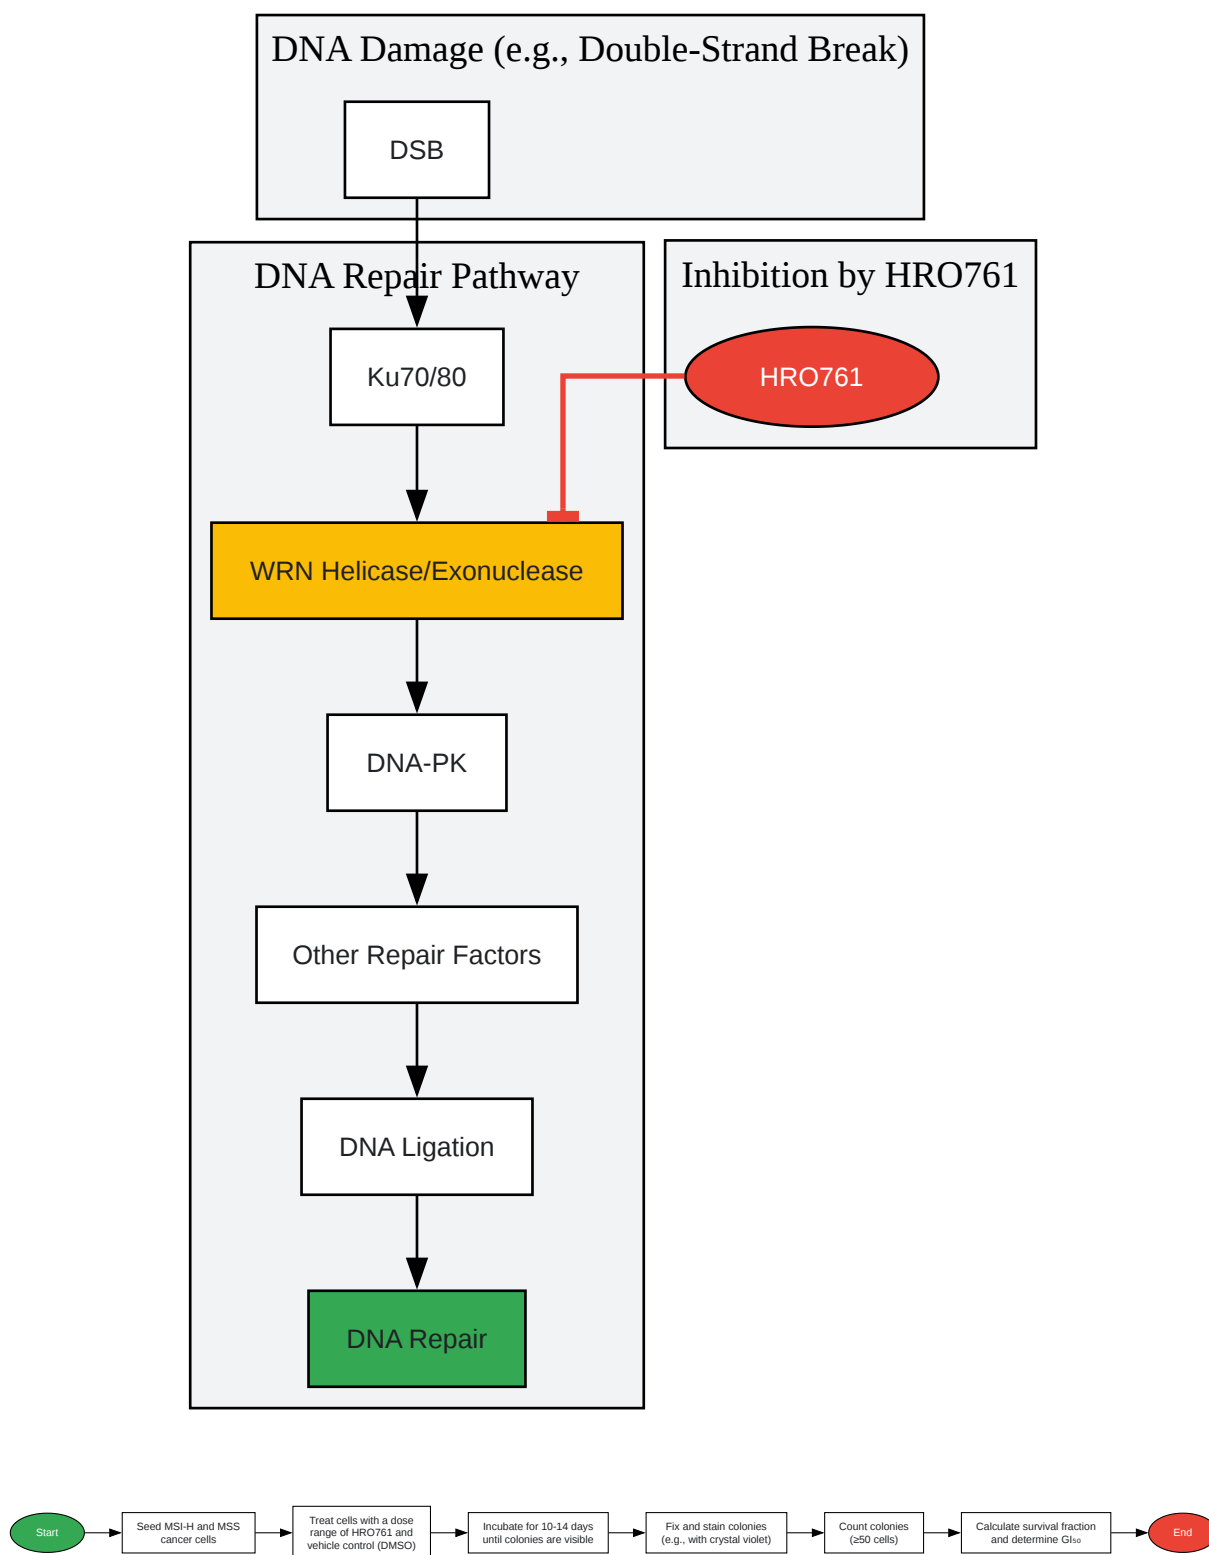 DNA Damage (e.g., Double-Strand Break)
DSB
DNA Repair Pathway
Inhibition by HRO761
Ku70/80
HRO761
WRN Helicase/Exonuclease
DNA-PK
Other Repair Factors
DNA Ligation
DNA Repair
Start
Seed MSI-H and MSS
cancer cells
Treat cells with a dose
range of HRO761 and
vehicle control (DMSO)
Incubate for 10-14 days
until colonies are visible
Fix and stain colonies
(e.g., with crystal violet)
Count colonies
(≥50 cells)
Calculate survival fraction
and determine GI₅₀
End